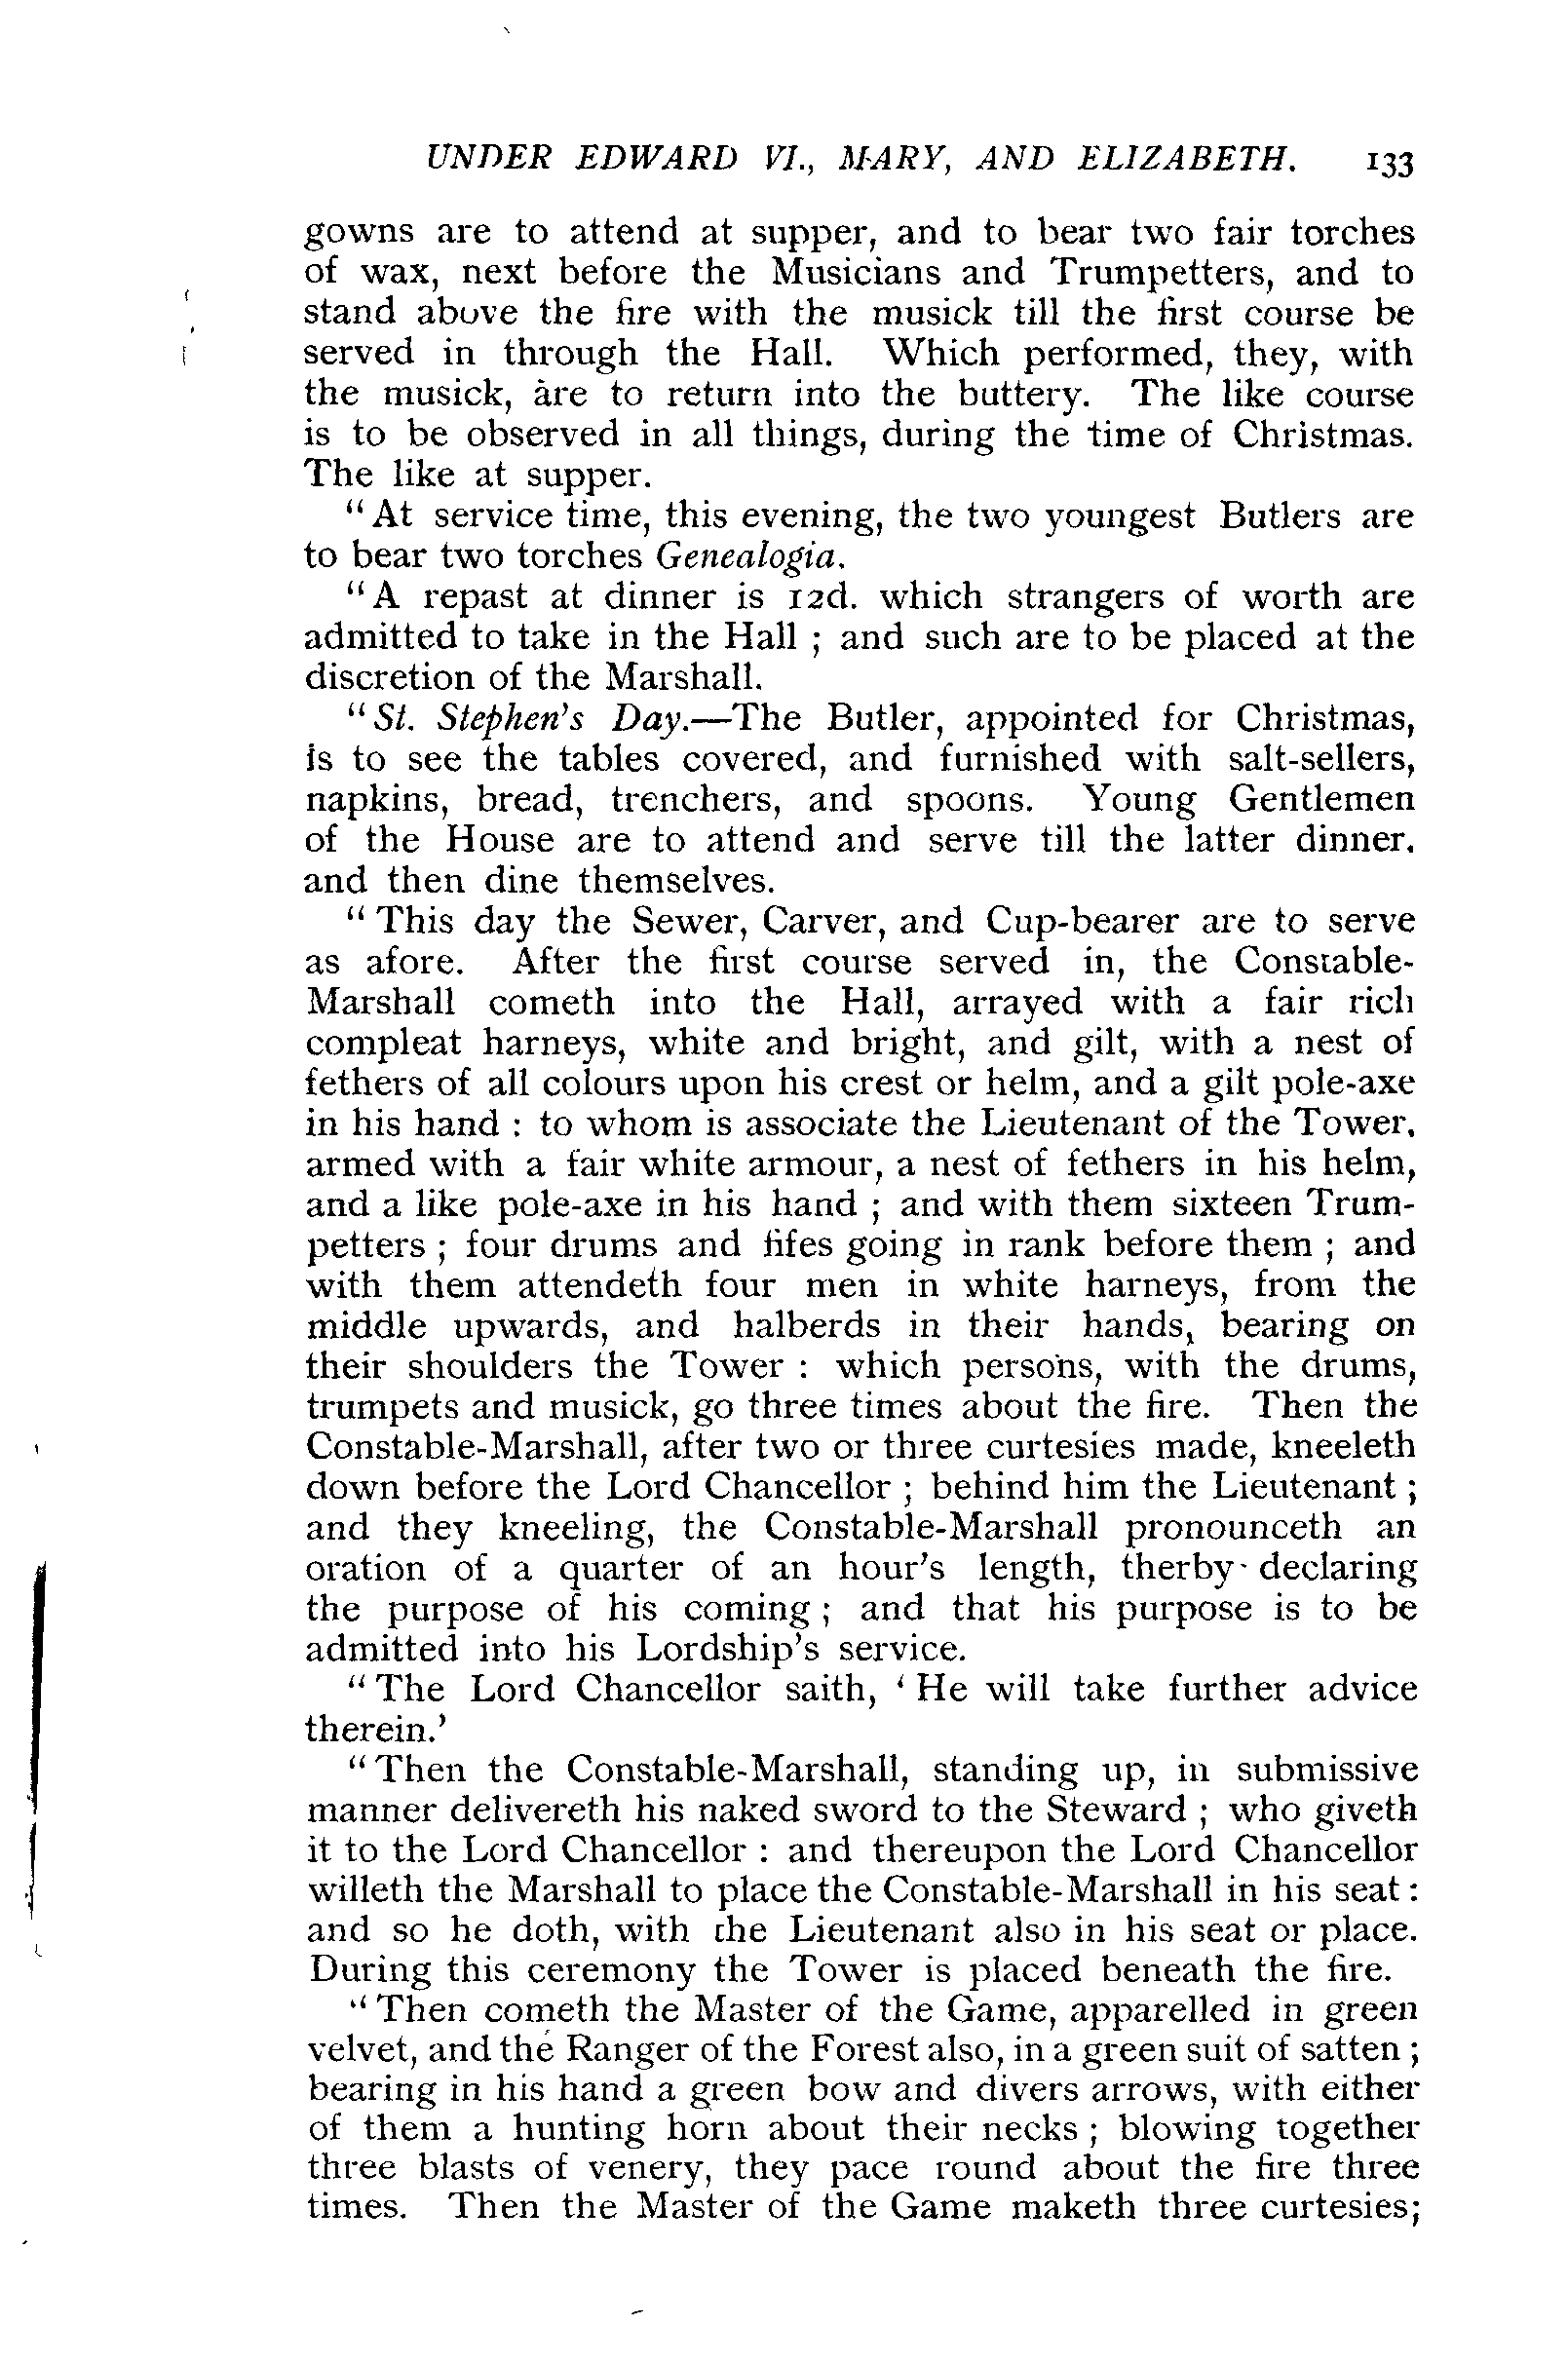 UNDER EDWARD VI., MARY, AND ELIZABETH. 133
gowns are to attend at supper, and to bear two fair torches
of wax, next before the Musicians and Trumpetters, and to
stand above the fire with the musick till the first course be
served in through the Hall. Which performed, they, with
the musick, are to return into the buttery. The like course
is to be observed in all things, during the time of Christmas.
The like at supper.
"At service time, this evening, the two youngest Butlers are
to bear two torches Genealogia.
"A repast at dinner is 12d. which strangers of worth are
admitted to take in the Hall ; and such are to be placed at the
discretion of the Marshall.
"St. Stephen's Day.—The Butler, appointed for Christmas,
is to see the tables covered, and furnished with salt-sellers,
napkins, bread, trenchers, and spoons. Young Gentlemen
of the House are to attend and serve till the latter dinner,
and then dine themselves.
"This day the Sewer, Carver, and Cup-bearer are to serve
as afore. After the first course served in, the Constable-
Marshall cometh into the Hall, arrayed with a fair rich
compleat harneys, white and bright, and gilt, with a nest of
fethers of all colours upon his crest or helm, and a gilt pole-axe
in his hand : to whom is associate the Lieutenant of the Tower,
armed with a fair white armour, a nest of fethers in his helm,
and a like pole-axe in his hand ; and with them sixteen Trum-
petters ; four drums and fifes going in rank before them ; and
with them attendeth four men in white harneys, from the
middle upwards, and halberds in their hands, bearing on
their shoulders the Tower : which persons, with the drums,
trumpets and musick, go three times about the fire. Then the
Constable-Marshall, after two or three curtesies made, kneeleth
down before the Lord Chancellor ; behind him the Lieutenant ;
and they kneeling, the Constable-Marshall pronounceth an
oration of a quarter of an hour's length, therby declaring
the purpose of his coming ; and that his purpose is to be
admitted into his Lordship's service.
"The Lord Chancellor saith, 'He will take further advice
therein.'
"Then the Constable-Marshall, standing up, in submissive
manner delivereth his naked sword to the Steward ; who giveth
it to the Lord Chancellor : and thereupon the Lord Chancellor
willeth the Marshall to place the Constable-Marshall in his seat :
and so he doth, with the Lieutenant also in his seat or place.
During this ceremony the Tower is placed beneath the fire.
"Then cometh the Master of the Game, apparelled in green
velvet, and the Ranger of the Forest also, in a green suit of satten ;
bearing in his hand a green bow and divers arrows, with either
of them a hunting horn about their necks ; blowing together
three blasts of venery, they pace round about the fire three
times. Then the Master of the Game maketh three curtesies;